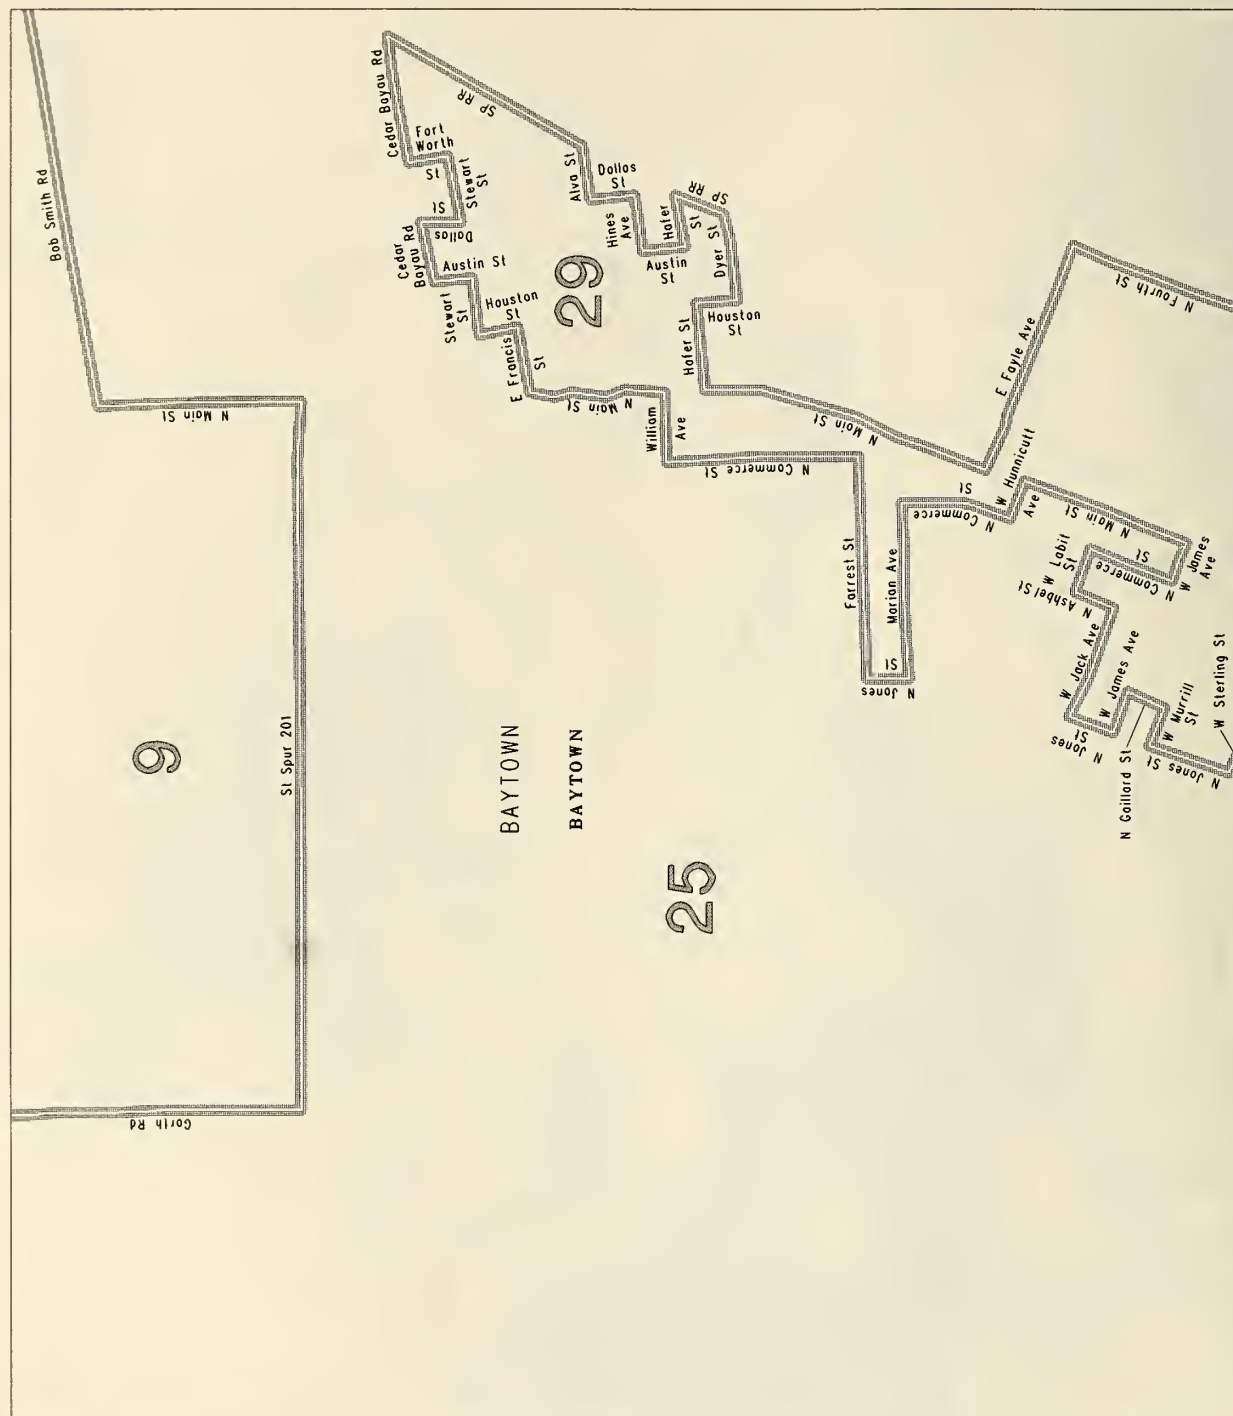 Bob Smith Rd
N Main St
9
St Spur 201
Garth Rd
Cedar Bayau Rd
Fort
Worth
St
Stewart
St
Dallas
St
Cedar
Bayau Rd
Austin St
Stewart
St
Houston
St
E Francis
St
29
SP RR
Alva St
Dallas
St
Hines
Ave
Austin
St
Hafer
St
SP RR
Dyer St
Houston
St
Hafer St
N Main St
William
Ave
N Commerce St
N Main St
Farrest St
N Jones
St
Marian Ave
N Commerce
St
W Hunnicutt
Ave
E Fayle Ave
N Fourth St
N Main St
W James
Ave
N Commerce
St
W Labit
St
N Ashbel St
W Jack Ave
N Jones
St
W James Ave
N Gaillard St
W Murrill
St
N Jones St
W Sterling St
BAYTOWN
BAYTOWN
25